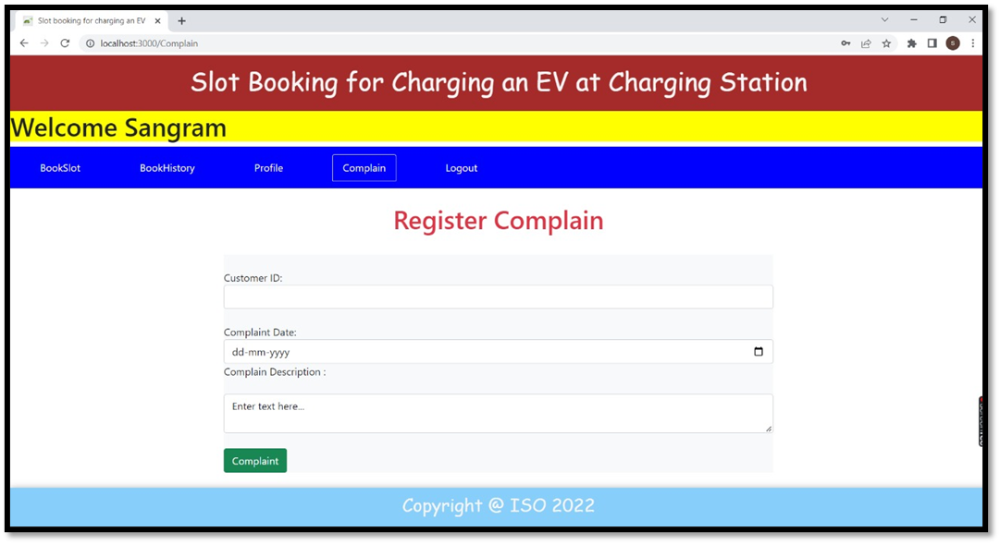 Slot booking for charging an EV
localhost:3000/Complain
S
Slot Booking for Charging an EV at Charging Station
Welcome Sangram
BookSlot BookHistory Profile Complain Logout
Register Complain
Customer ID:
Complaint Date:
dd-mm-yyyy
Complain Description :
Enter text here...
Complaint
Copyright @ ISO 2022